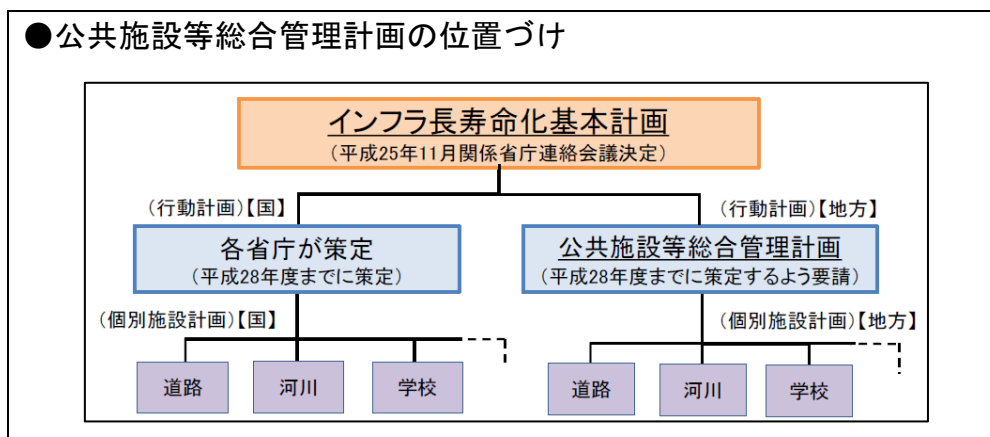 ●公共施設等総合管理計画の位置づけ
インフラ長寿命化基本計画
(平成25年11月関係省庁連絡会議決定)
(行動計画)【国】
(行動計画)【地方】
各省庁が策定
(平成28年度までに策定)
公共施設等総合管理計画
(平成28年度までに策定するよう要請)
(個別施設計画)【国】
(個別施設計画)【地方】
道路
河川
学校
道路
河川
学校